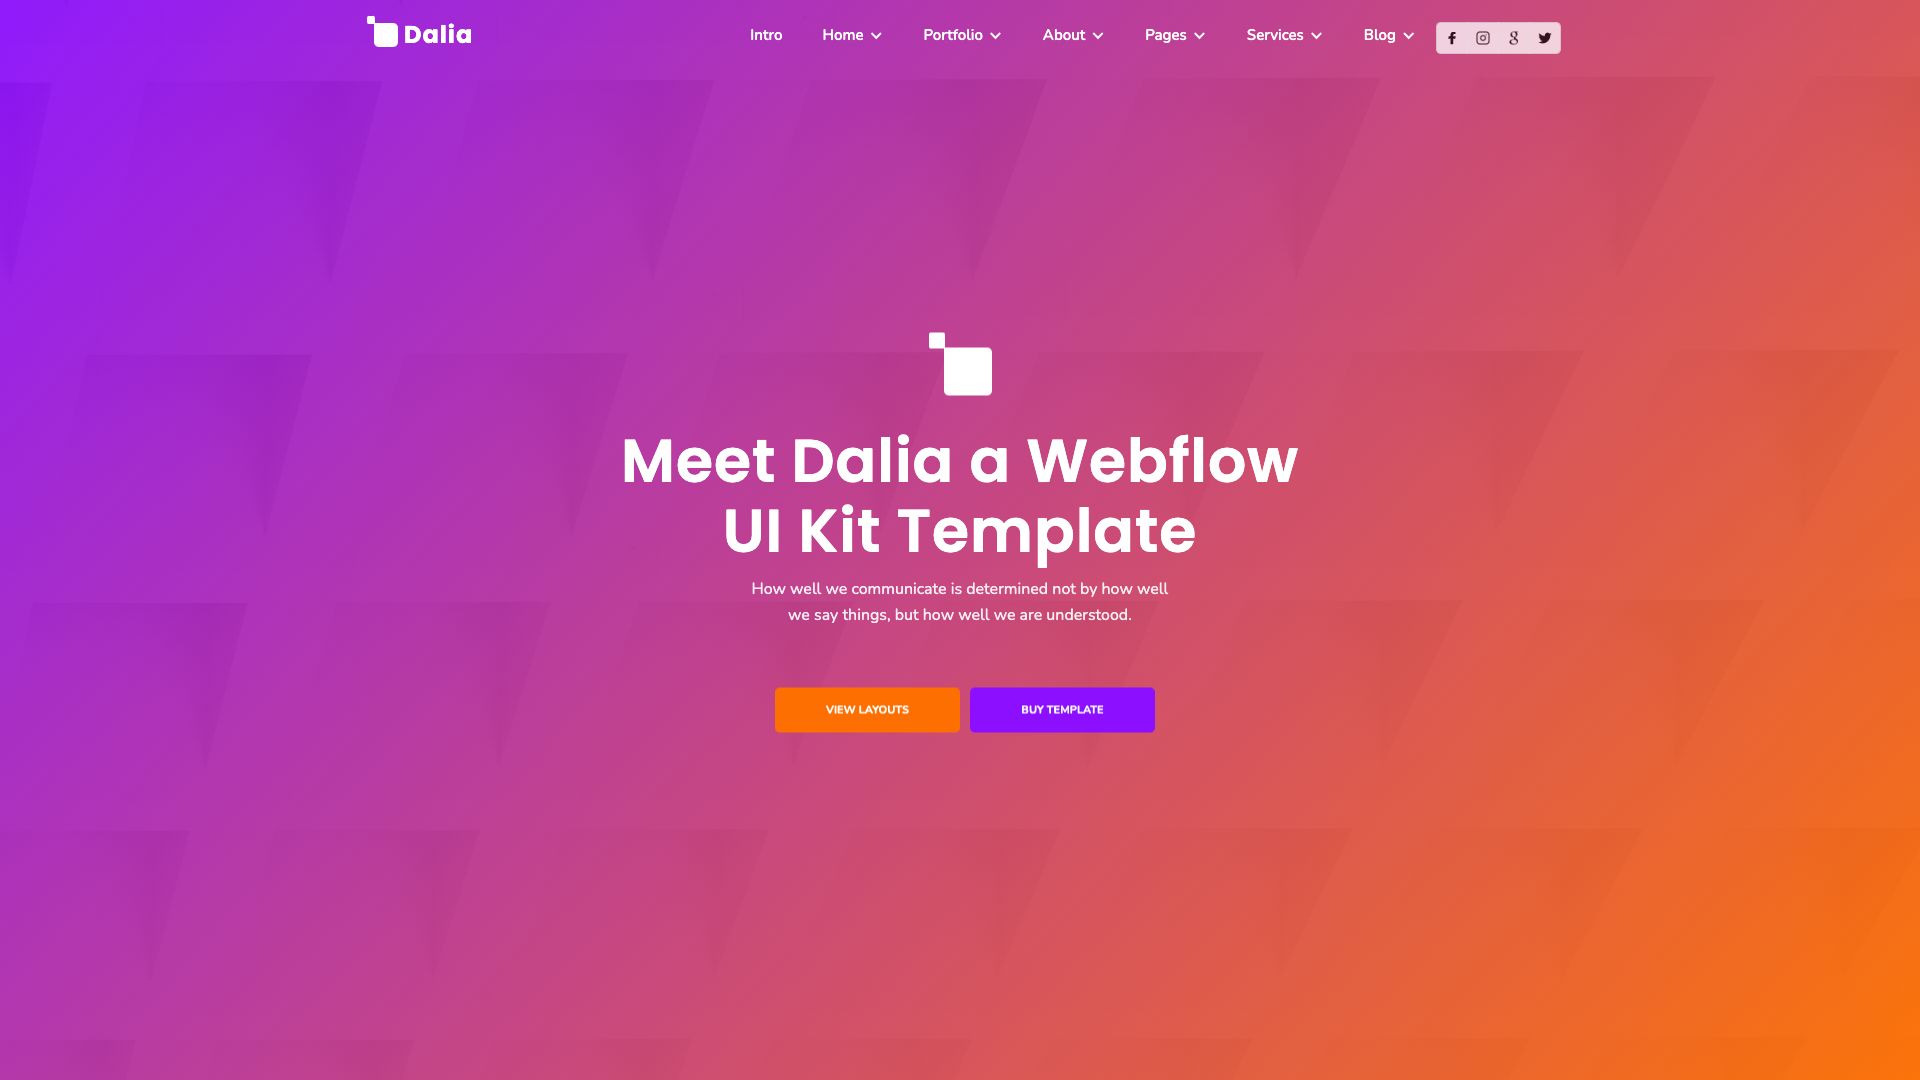 Dalia
Intro
Home
Portfolio
About
Pages
Services
Blog
Meet Dalia a Webflow
UI Kit Template
How well we communicate is determined not by how well
we say things, but how well we are understood.
VIEW LAYOUTS
BUY TEMPLATE